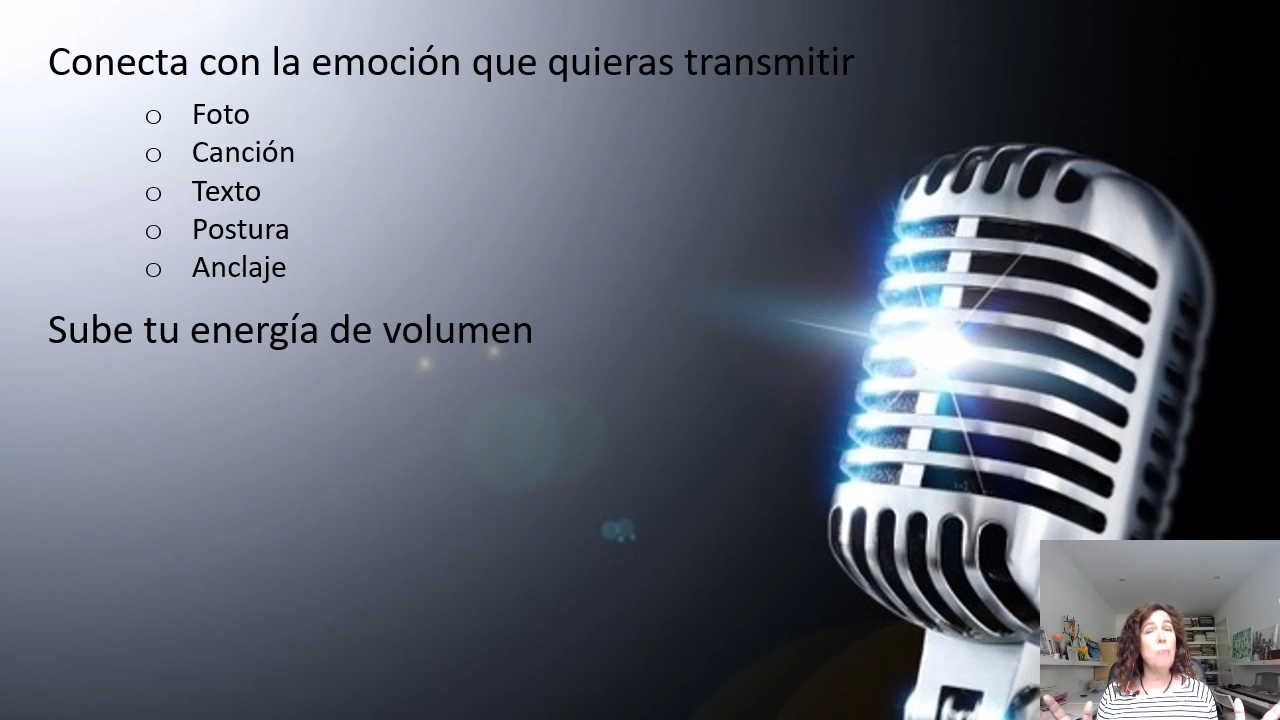 Conecta con la emoción que quieras transmitir
o Foto
o Canción
o Texto
o Postura
o Anclaje
Sube tu energía de volumen